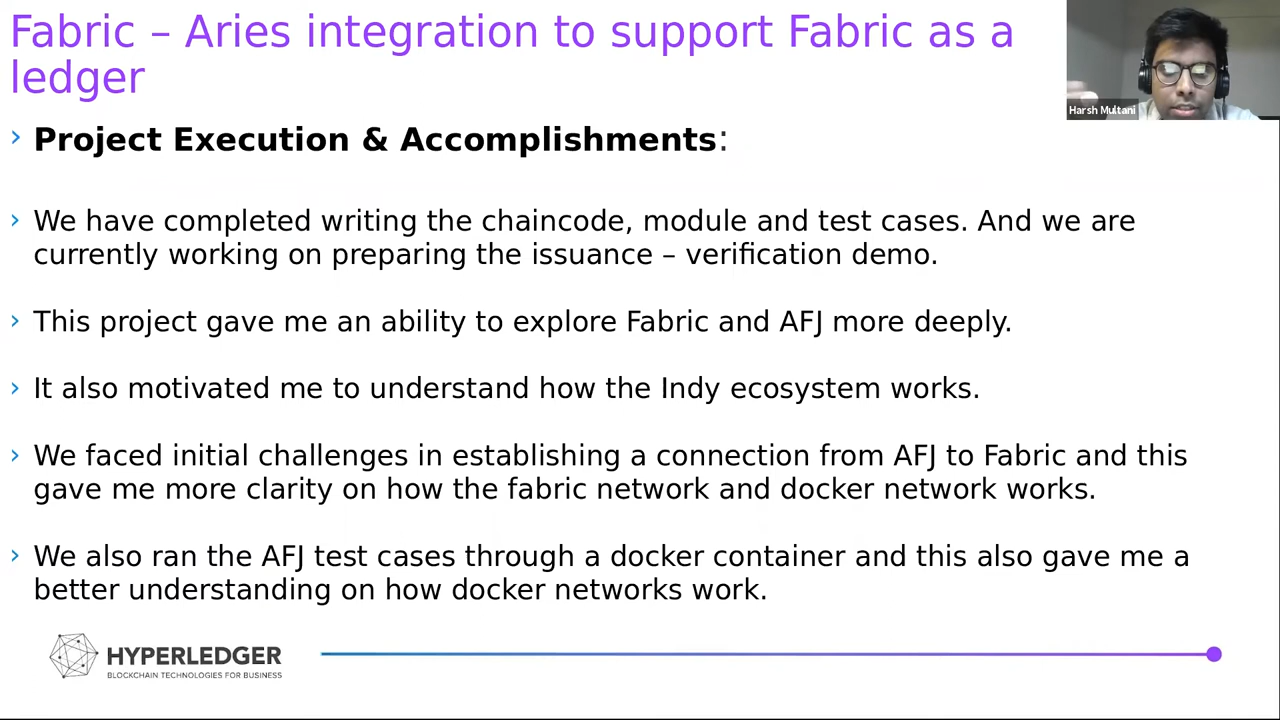 Fabric – Aries integration to support Fabric as a
ledger
Harsh Multani
› Project Execution & Accomplishments:
› We have completed writing the chaincode, module and test cases. And we are
currently working on preparing the issuance – verification demo.
› This project gave me an ability to explore Fabric and AFJ more deeply.
› It also motivated me to understand how the Indy ecosystem works.
› We faced initial challenges in establishing a connection from AFJ to Fabric and this
gave me more clarity on how the fabric network and docker network works.
› We also ran the AFJ test cases through a docker container and this also gave me a
better understanding on how docker networks work.
HYPERLEDGER
BLOCKCHAIN TECHNOLOGIES FOR BUSINESS